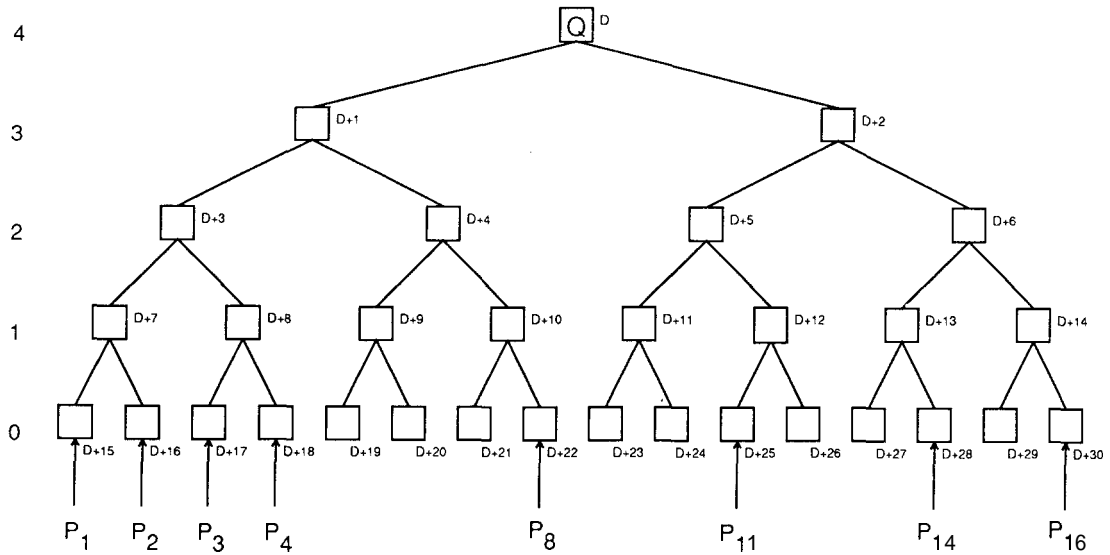 4 Q D
3 D+1 D+2
2 D+3 D+4 D+5 D+6
1 D+7 D+8 D+9 D+10 D+11 D+12 D+13 D+14
0
D+15 D+16 D+17 D+18 D+19 D+20 D+21 D+22 D+23 D+24 D+25 D+26 D+27 D+28 D+29 D+30
P1 P2 P3 P4 P8 P11 P14 P16